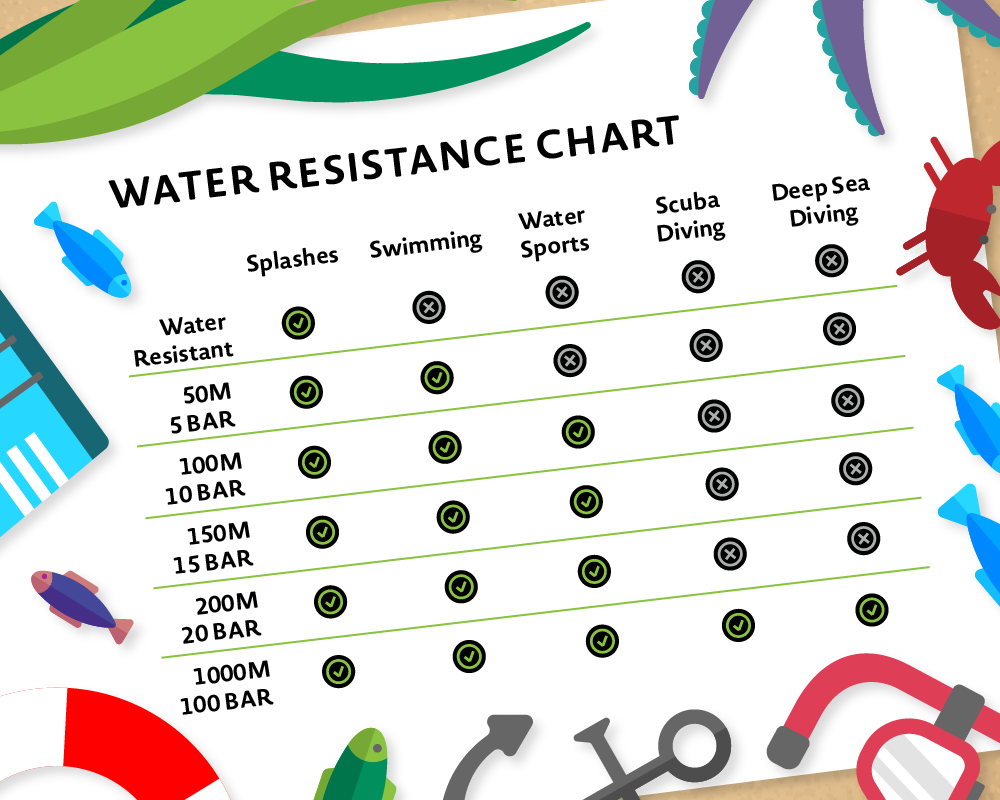 WATER RESISTANCE CHART
Splashes
Swimming
Water
Sports
Scuba
Diving
Deep Sea
Diving
Water
Resistant
50M
5 BAR
100M
10 BAR
150M
15 BAR
200M
20 BAR
1000M
100 BAR